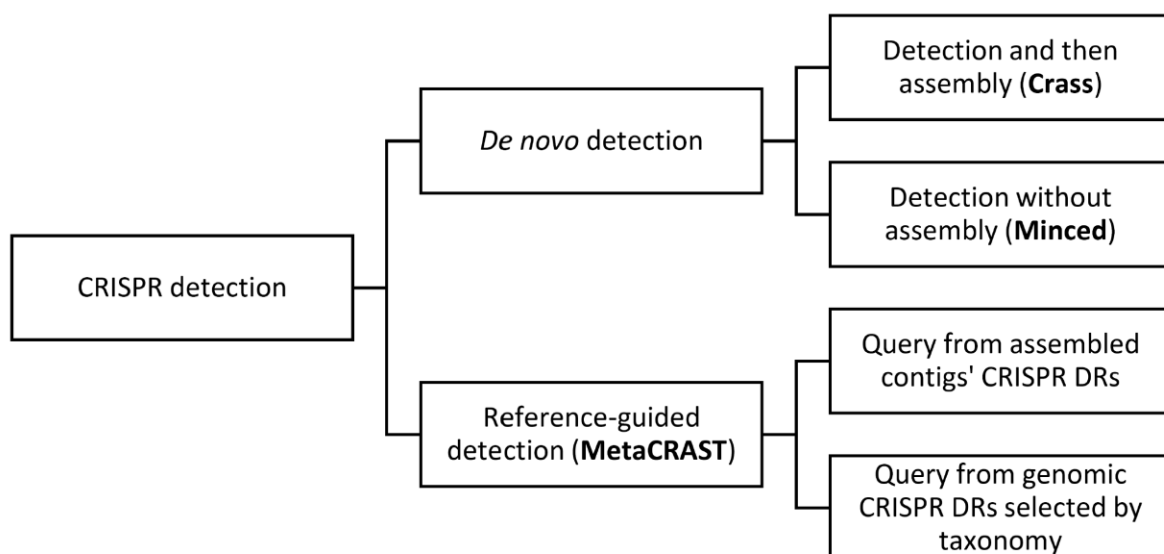 CRISPR detection
De novo detection
Detection and then
assembly (Crass)
Detection without
assembly (Minced)
Reference-guided
detection (MetaCRAST)
Query from assembled
contigs' CRISPR DRs
Query from genomic
CRISPR DRs selected by
taxonomy